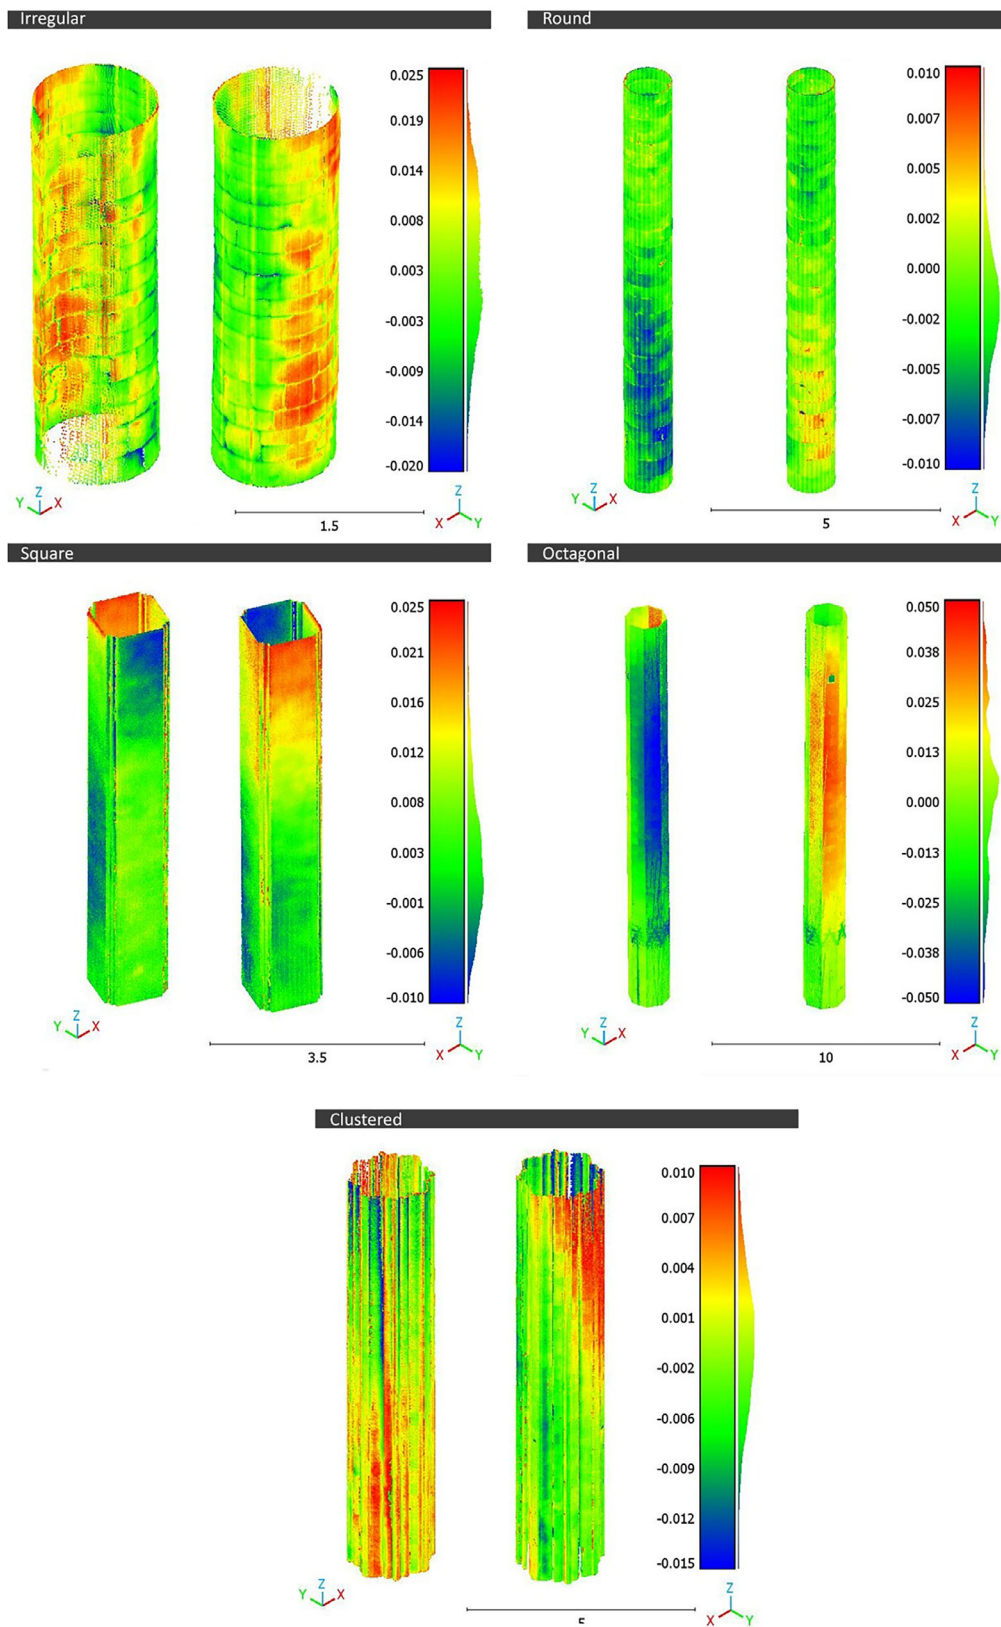 Irregular
0.025
0.019
0.014
0.008
0.003
-0.003
-0.009
-0.014
-0.020
Z
Y X
1.5
Z
X Y
Round
0.010
0.007
0.005
0.002
0.000
-0.002
-0.005
-0.007
-0.010
Z
Y X
5
Z
X Y
Square
0.025
0.021
0.016
0.012
0.008
0.003
-0.001
-0.006
-0.010
Z
Y X
3.5
Z
X Y
Octagonal
0.050
0.038
0.025
0.013
0.000
-0.013
-0.025
-0.038
-0.050
Z
Y X
10
Z
X Y
Clustered
0.010
0.007
0.004
0.001
-0.002
-0.006
-0.009
-0.012
-0.015
Z
Y X
Z
X Y